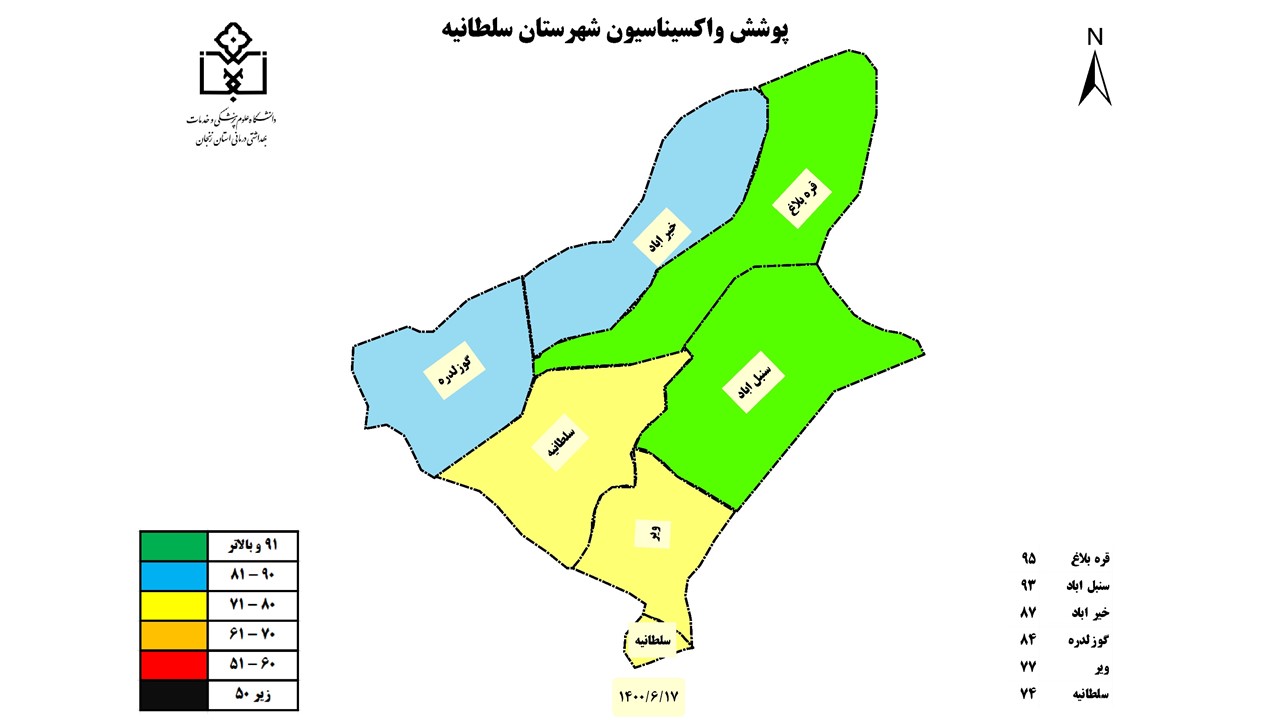 پوشش واکسیناسیون شهرستان سلطانیه
N
دانشگاه علوم پزشکی و خدمات
بهداشتی درمانی استان زنجان
قره بلاغ
خیر اباد
گوزلدره
سنبل اباد
سلطانیه
ویر
سلطانیه
۱۴۰۰/۶/۱۷
۹۱ و بالاتر
۸۱ – ۹۰
۷۱ – ۸۰
۶۱ – ۷۰
۵۱ – ۶۰
زیر ۵۰
قره بلاغ ۹۵
سنبل اباد ۹۳
خیر اباد ۸۷
گوزلدره ۸۴
ویر ۷۷
سلطانیه ۷۴